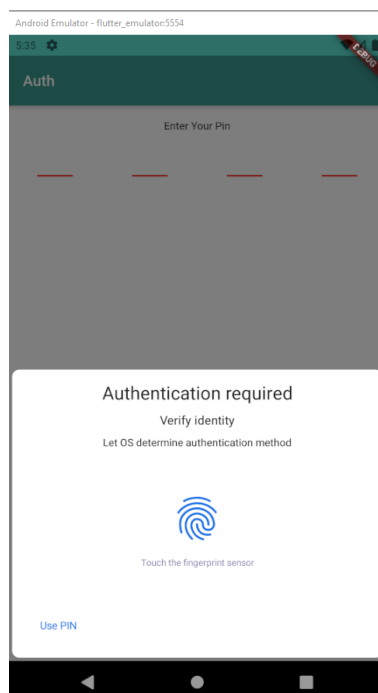 Android Emulator - flutter_emulator:5554
5:35
DEBUG
Auth
Enter Your Pin
Authentication required
Verify identity
Let OS determine authentication method
Touch the fingerprint sensor
Use PIN